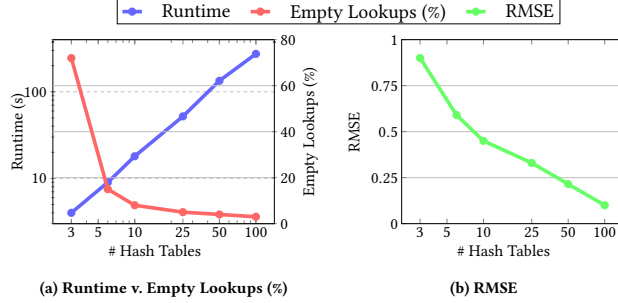 Runtime Empty Lookups (%) RMSE
Runtime (s)
100
10
80
60
40
20
0
Empty Lookups (%)
3 5 10 25 50 100
# Hash Tables
(a) Runtime v. Empty Lookups (%)
RMSE
1
0.75
0.5
0.25
0
3 5 10 25 50 100
# Hash Tables
(b) RMSE